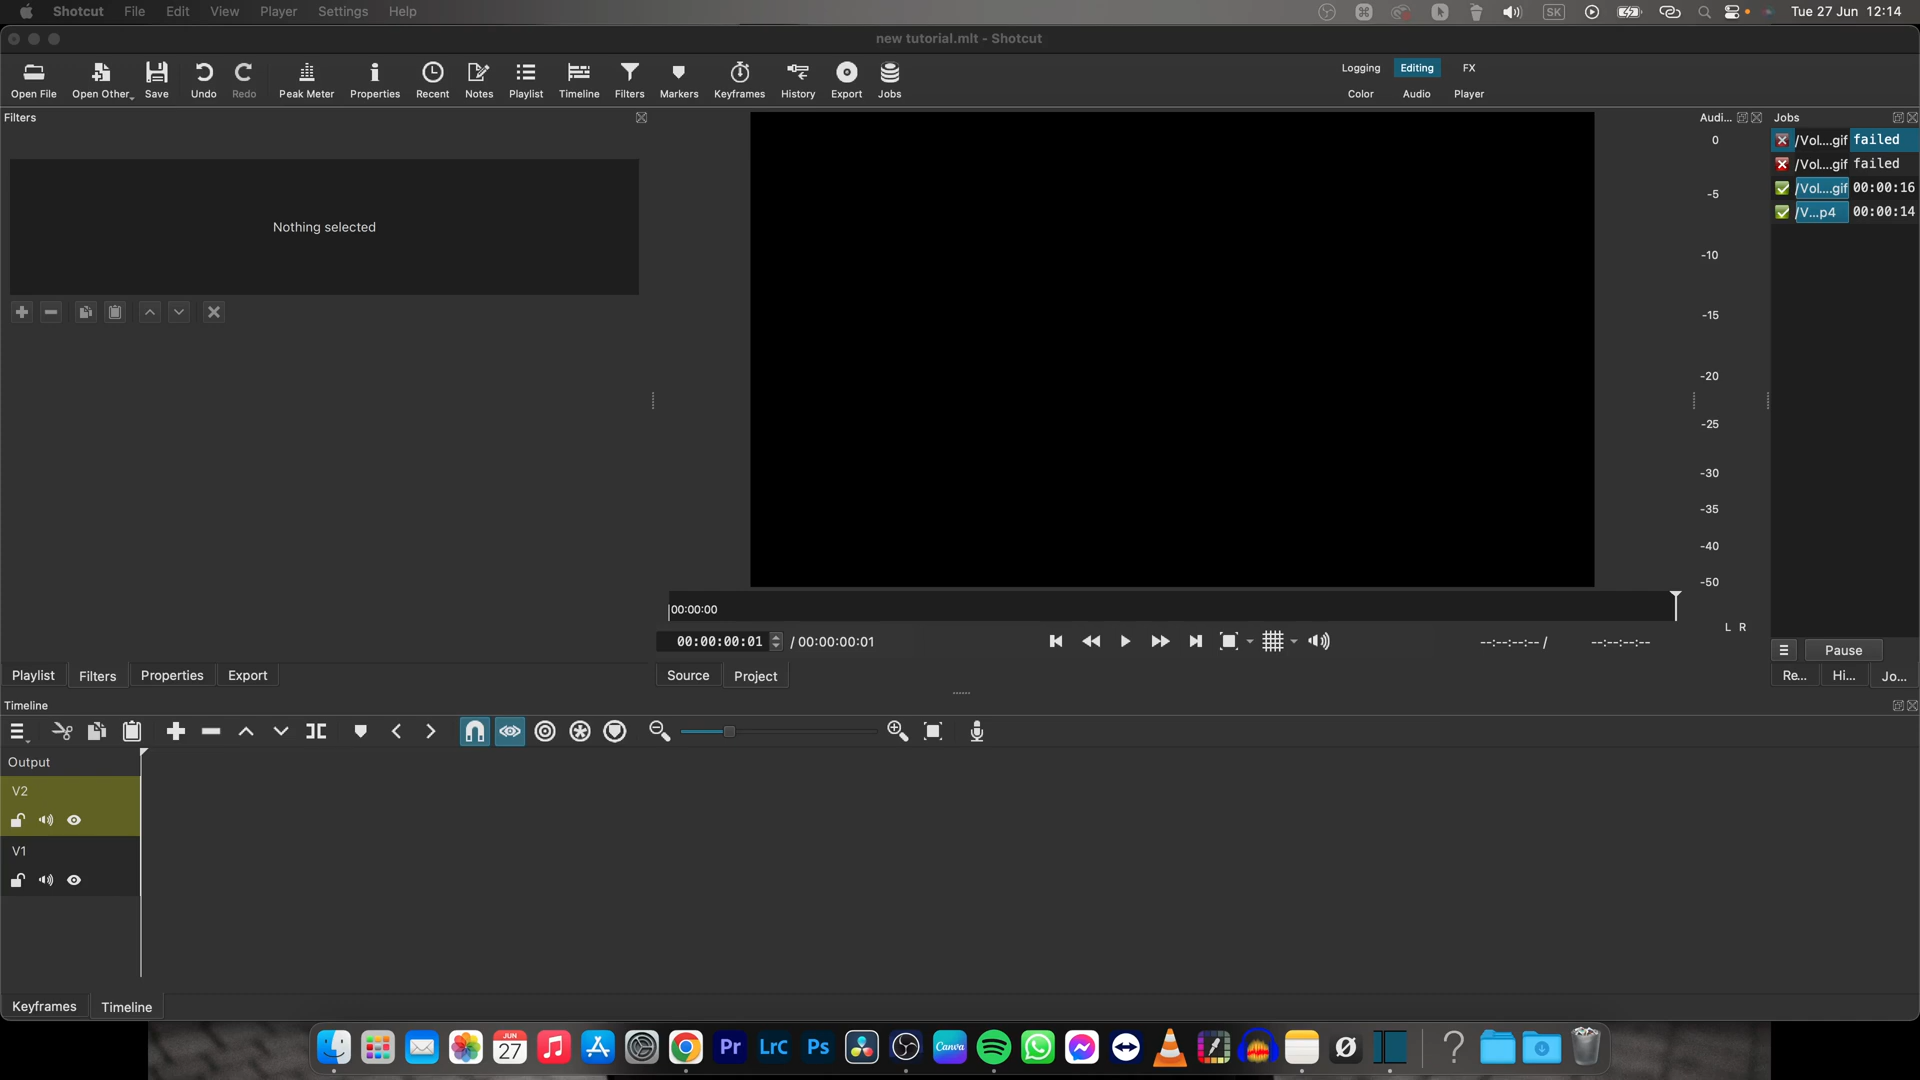 Shotcut File Edit View Player Settings Help SK Tue 27 Jun 12:14
new tutorial.mlt - Shotcut
Open File Open Other Save Undo Redo Peak Meter Properties Recent Notes Playlist Timeline Filters Markers Keyframes History Export Jobs
Logging Editing FX
Color Audio Player
Filters
Audi...
Jobs
Nothing selected
0
-5
-10
-15
-20
-25
-30
-35
-40
-50
L R
/Vol....gif failed
/Vol....gif failed
/Vol....gif 00:00:16
/V...p4 00:00:14
00:00:00
00:00:00:01 / 00:00:00:01
--:--:--:-- / --:--:--:--
Pause
Playlist Filters Properties Export
Source Project
Re... Hi... Jo...
Timeline
Output
V2
V1
Keyframes Timeline
JUN
27
Pr LrC Ps Canva